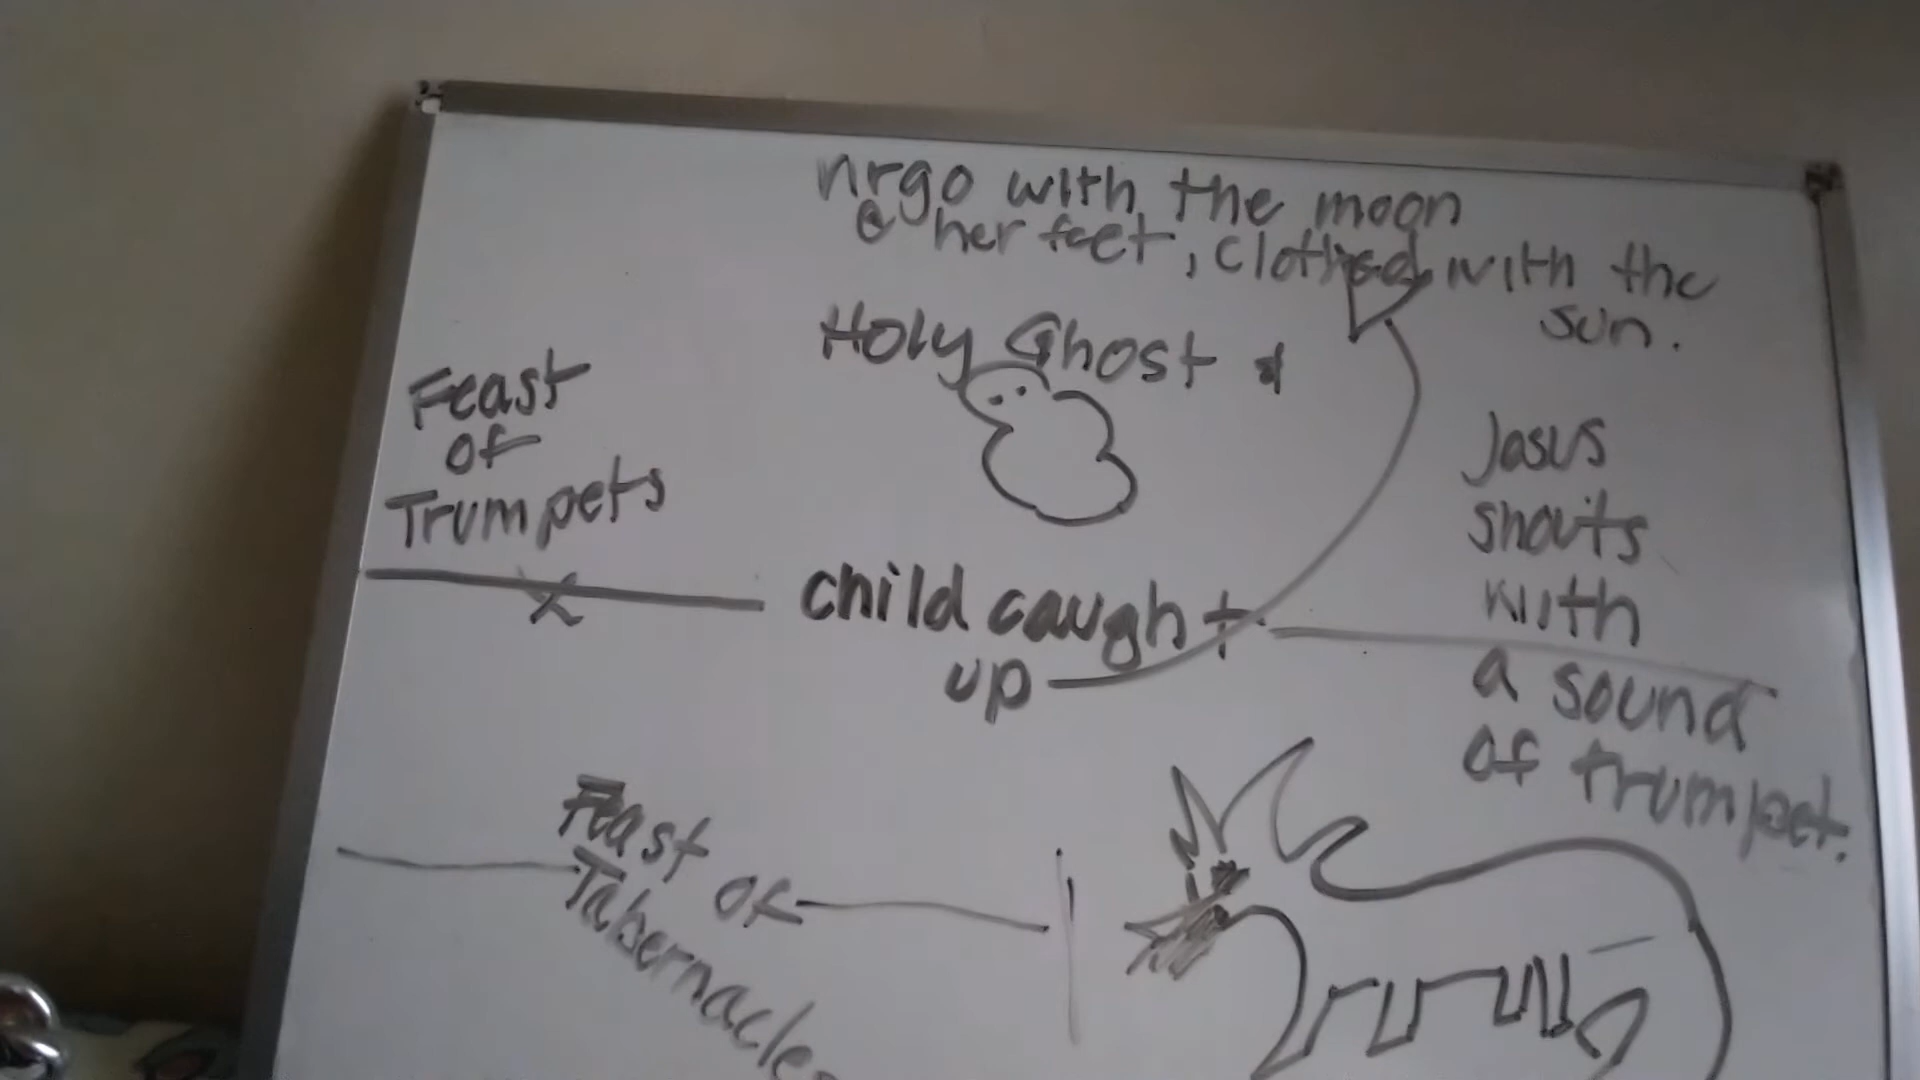 nrgo with the moon
@ her feet, clothed with the
sun.
Holy Ghost &
Feast
of
Trumpets
child caught
up
Jesus
shouts
with
a sound
of trumpet.
Feast of
Tabernacles